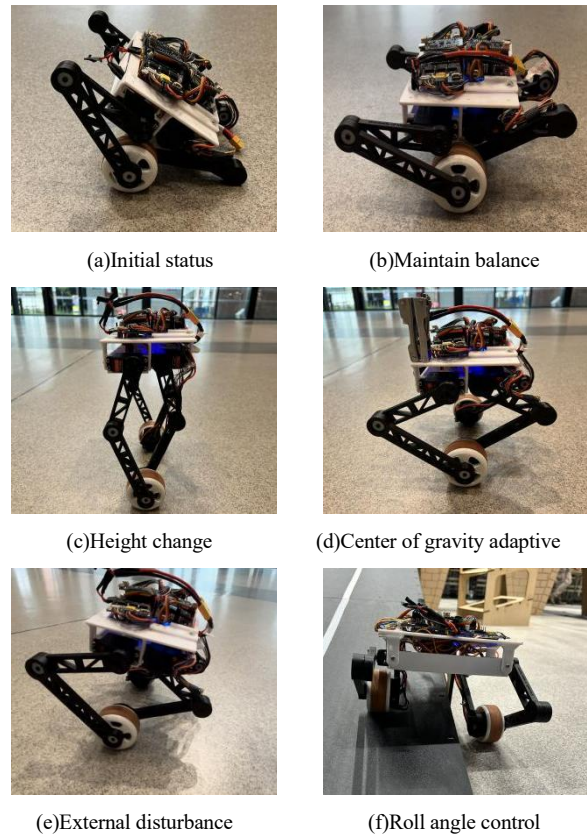 (a)Initial status
(b)Maintain balance
(c)Height change
(d)Center of gravity adaptive
(e)External disturbance
(f)Roll angle control